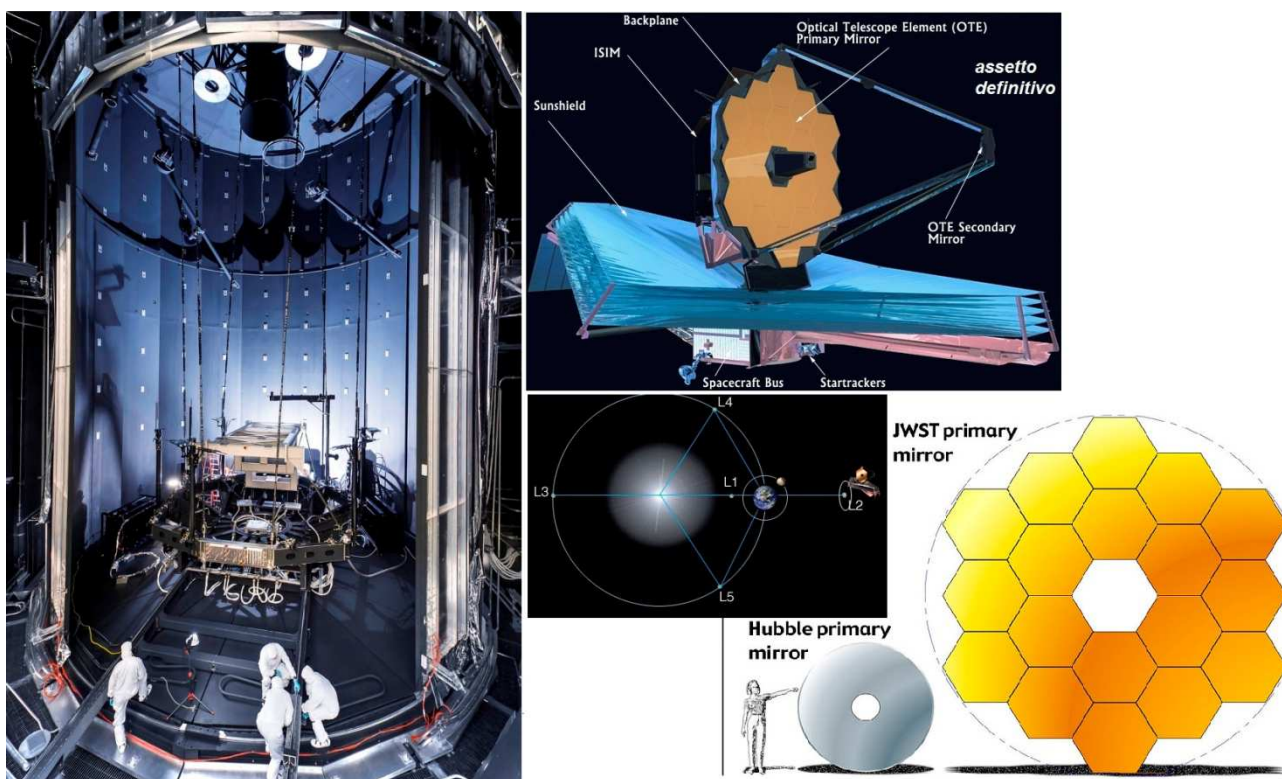 Backplane
Optical Telescope Element (OTE)
Primary Mirror
ISIM
assetto
definitivo
Sunshield
OTE Secondary
Mirror
Spacecraft Bus
Startrackers
L4
L3
L1
L2
L5
JWST primary
mirror
Hubble primary
mirror